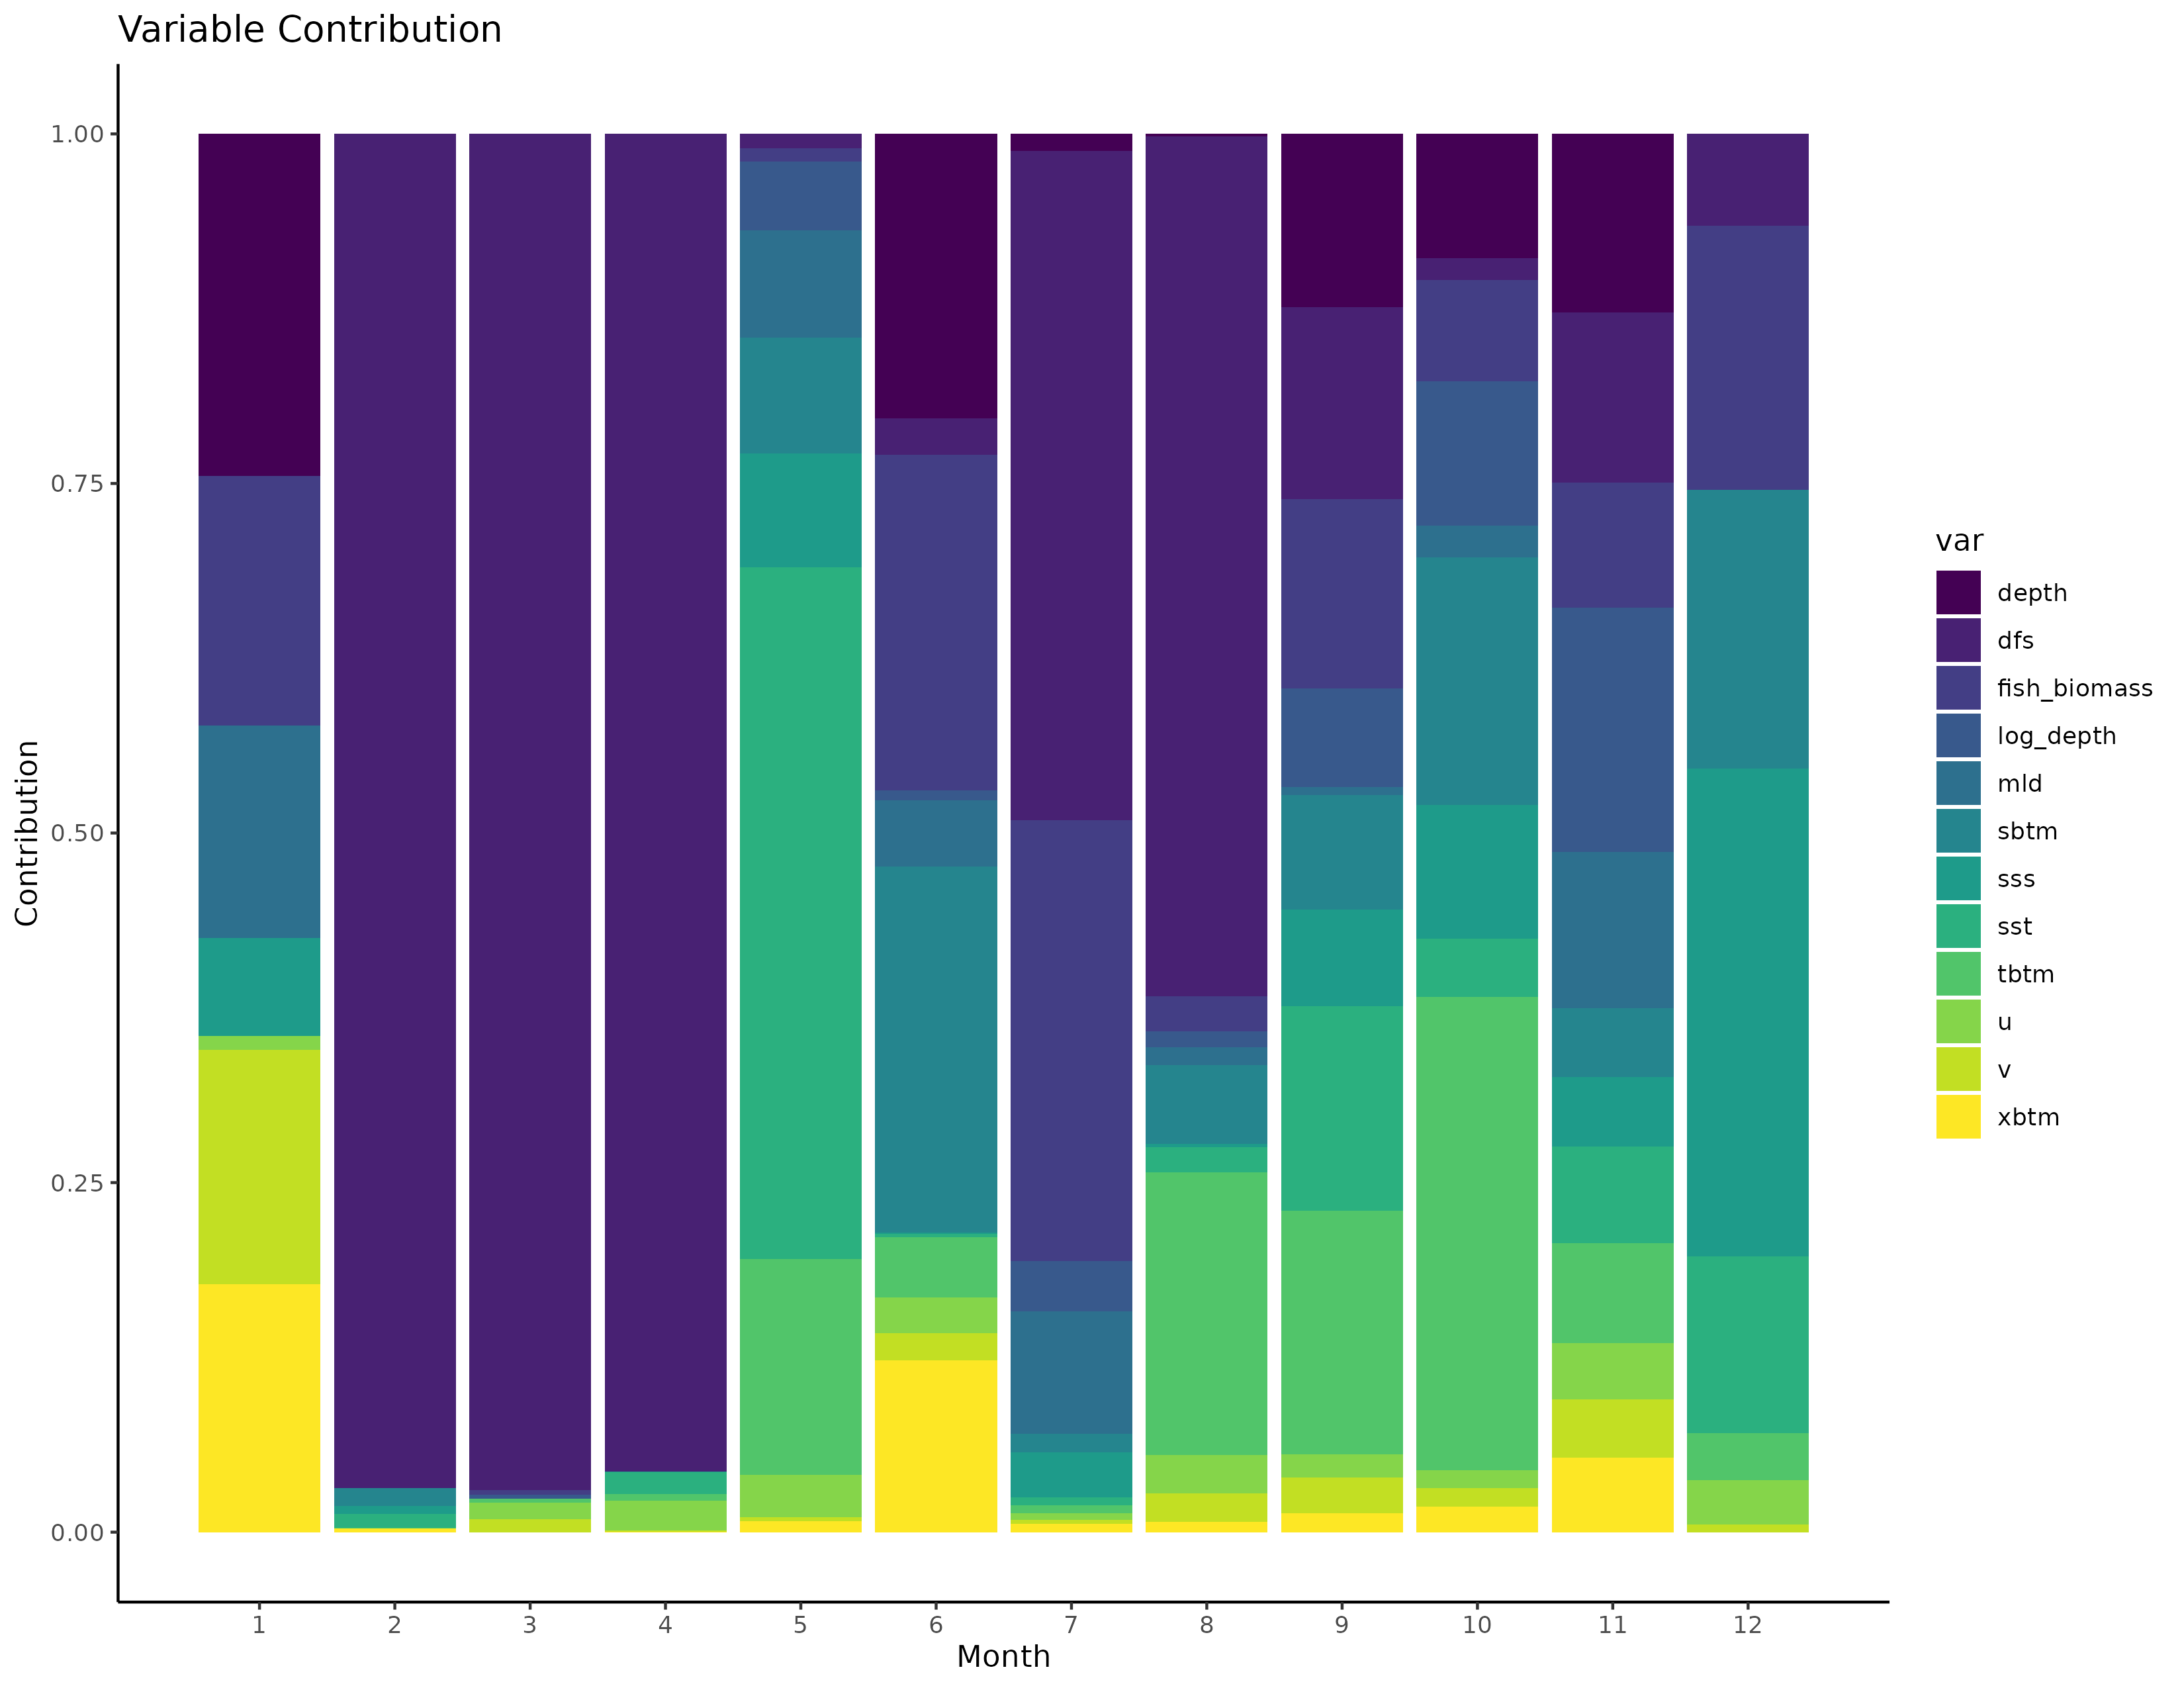 Variable Contribution
1.00
0.75
0.50
0.25
0.00
Contribution
1 2 3 4 5 6 7 8 9 10 11 12
Month
var
depth
dfs
fish_biomass
log_depth
mld
sbtm
sss
sst
tbtm
u
v
xbtm